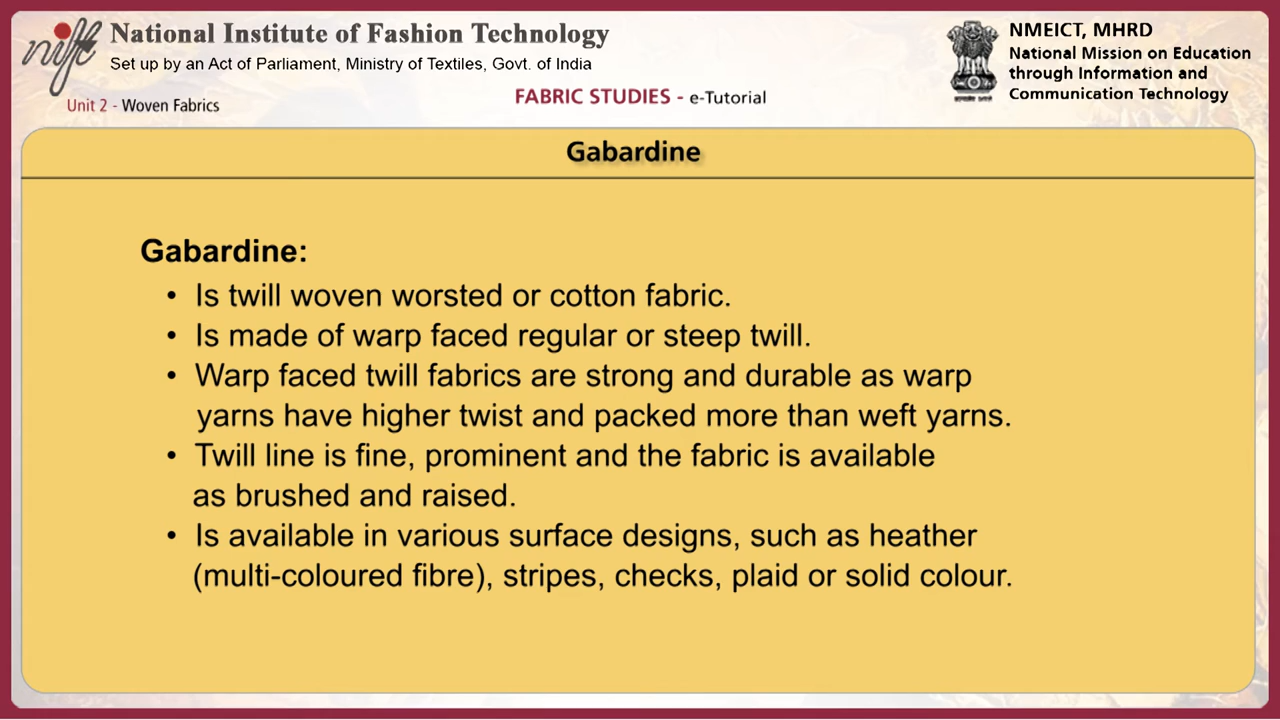 nift
National Institute of Fashion Technology
Set up by an Act of Parliament, Ministry of Textiles, Govt. of India
Unit 2 - Woven Fabrics
FABRIC STUDIES - e-Tutorial
NMEICT, MHRD
National Mission on Education
through Information and
Communication Technology
Gabardine
Gabardine:
• Is twill woven worsted or cotton fabric.
• Is made of warp faced regular or steep twill.
• Warp faced twill fabrics are strong and durable as warp
yarns have higher twist and packed more than weft yarns.
• Twill line is fine, prominent and the fabric is available
as brushed and raised.
• Is available in various surface designs, such as heather
(multi-coloured fibre), stripes, checks, plaid or solid colour.